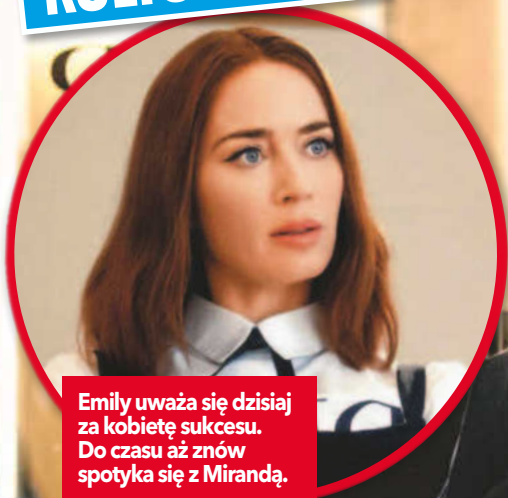 Emily uważa się dzisiaj
za kobietę sukcesu.
Do czasu aż znów
spotyka się z Mirandą.